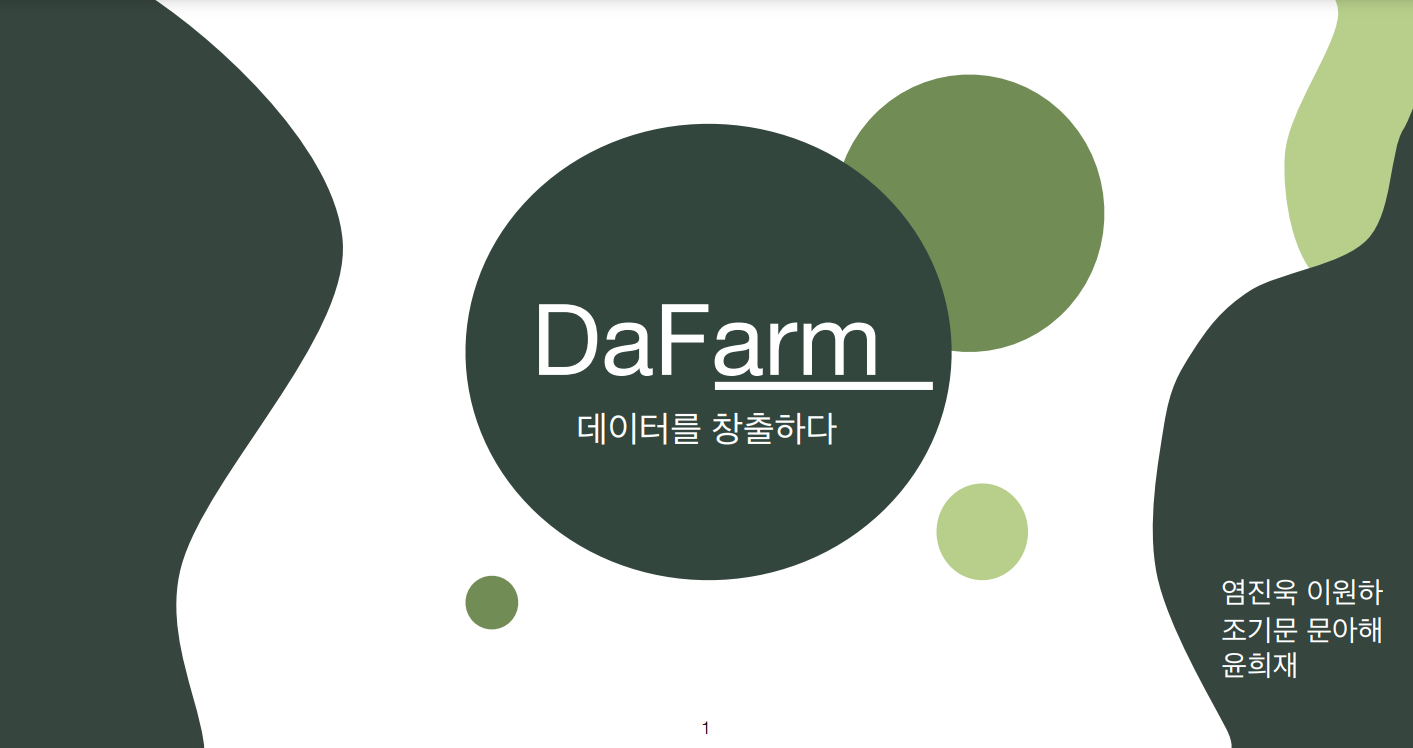 DaFarm
데이터를 창출하다
염진욱 이원하
조기문 문아해
윤희재
1